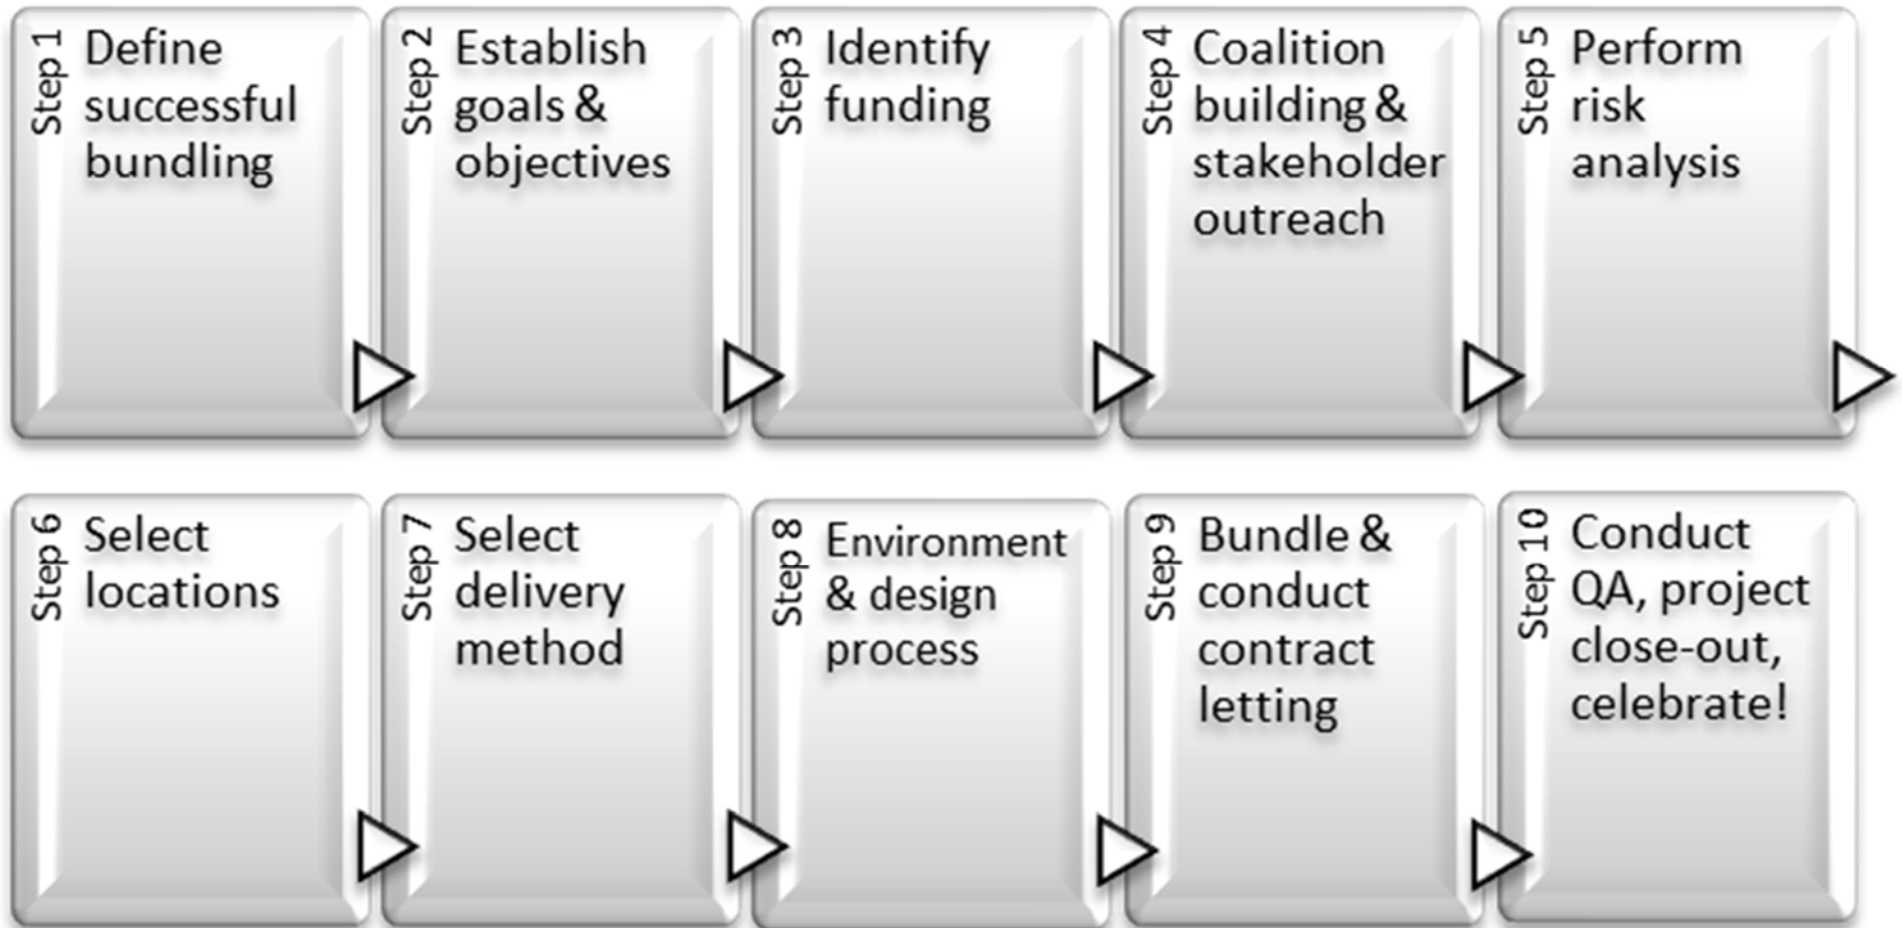 Step 1
Define
successful
bundling
Step 2
Establish
goals &
objectives
Step 3
Identify
funding
Step 4
Coalition
building &
stakeholder
outreach
Step 5
Perform
risk
analysis
Step 6
Select
locations
Step 7
Select
delivery
method
Step 8
Environment
& design
process
Step 9
Bundle &
conduct
contract
letting
Step 10
Conduct
QA, project
close-out,
celebrate!